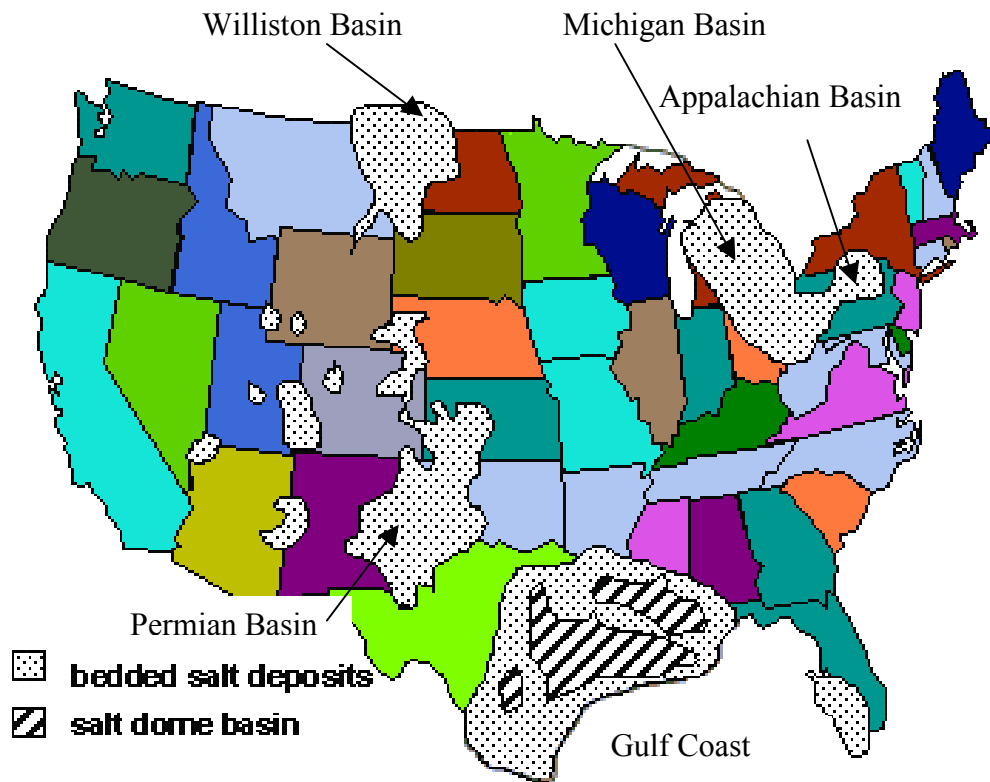 Williston Basin
Michigan Basin
Appalachian Basin
Permian Basin
bedded salt deposits
salt dome basin
Gulf Coast